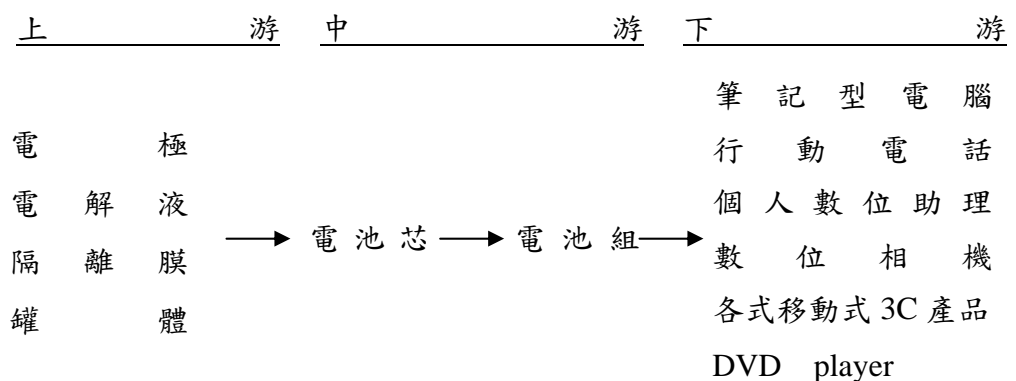 上游 中游 下游
筆記型電腦
電極
行動電話
電解液
個人數位助理
電池芯 電池組
隔離膜
數位相機
罐體
各式移動式 3C 產品
DVD player